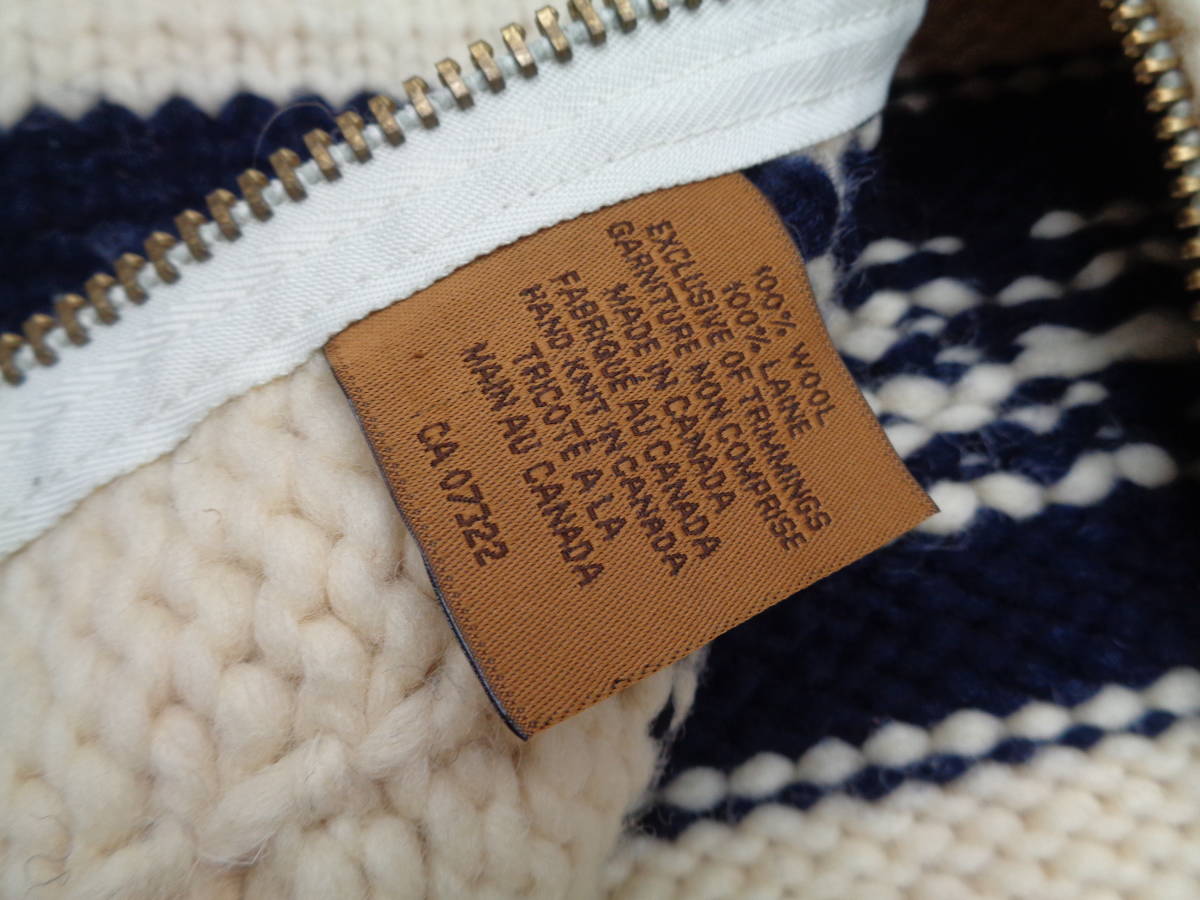 100% WOOL
100% LAINE
EXCLUSIVE OF TRIMMINGS
GARNITURE NON COMPRISE
MADE IN CANADA
FABRIQUÉ AU CANADA
HAND KNIT IN CANADA
TRICOTÉ À LA
MAIN AU CANADA
CA 07322